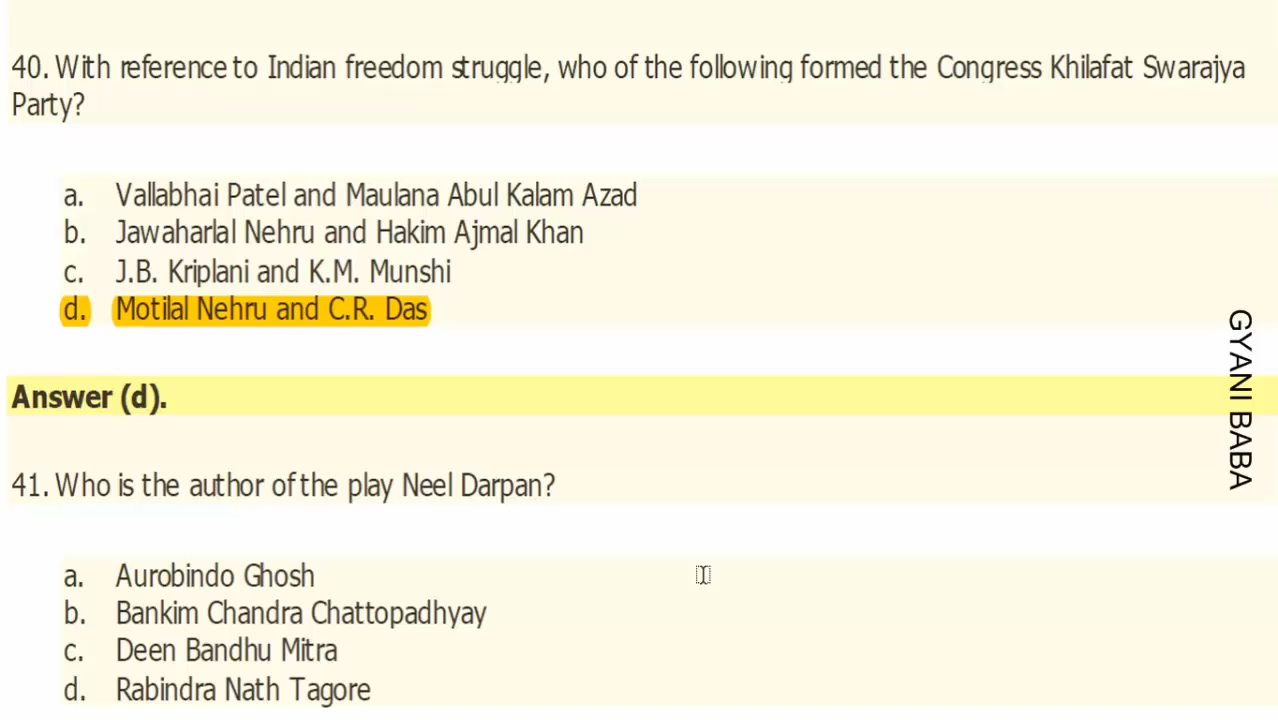 40. With reference to Indian freedom struggle, who of the following formed the Congress Khilafat Swarajya
Party?
a. Vallabhai Patel and Maulana Abul Kalam Azad
b. Jawaharlal Nehru and Hakim Ajmal Khan
c. J.B. Kriplani and K.M. Munshi
d. Motilal Nehru and C.R. Das
Answer (d).
41. Who is the author of the play Neel Darpan?
a. Aurobindo Ghosh
b. Bankim Chandra Chattopadhyay
c. Deen Bandhu Mitra
d. Rabindra Nath Tagore
GYANI BABA